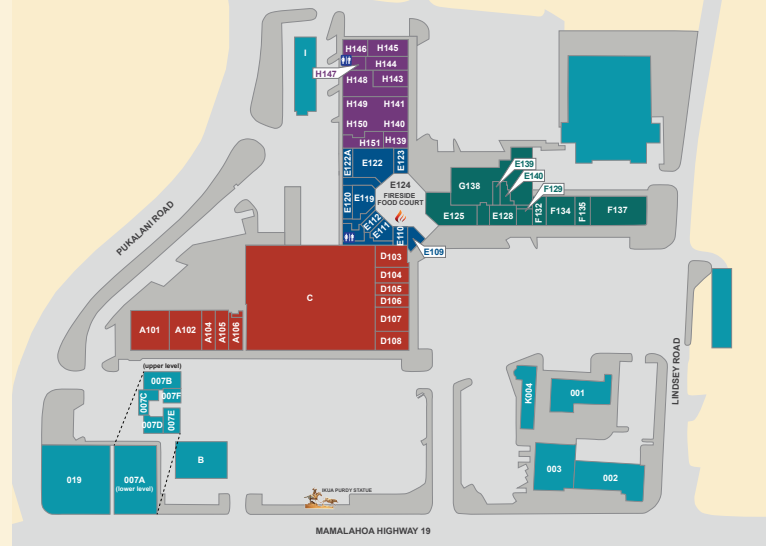 I
H146
H145
H147
H144
H148
H143
H149
H141
H150
H140
H151
H139
E122A
E122
E123
E139
E140
F129
G138
E124
FIRESIDE
FOOD COURT
E120
E119
E112
E111
E110
E109
E125
E128
F132
F134
F135
F137
PUKALANI ROAD
C
D103
D104
D105
D106
D107
D108
A101
A102
A104
A105
A106
(upper level)
007B
007C
007F
007D
007E
019
007A
(lower level)
B
K004
001
003
002
LINDSEY ROAD
IKUA PURDY STATUE
MAMALAHOA HIGHWAY 19